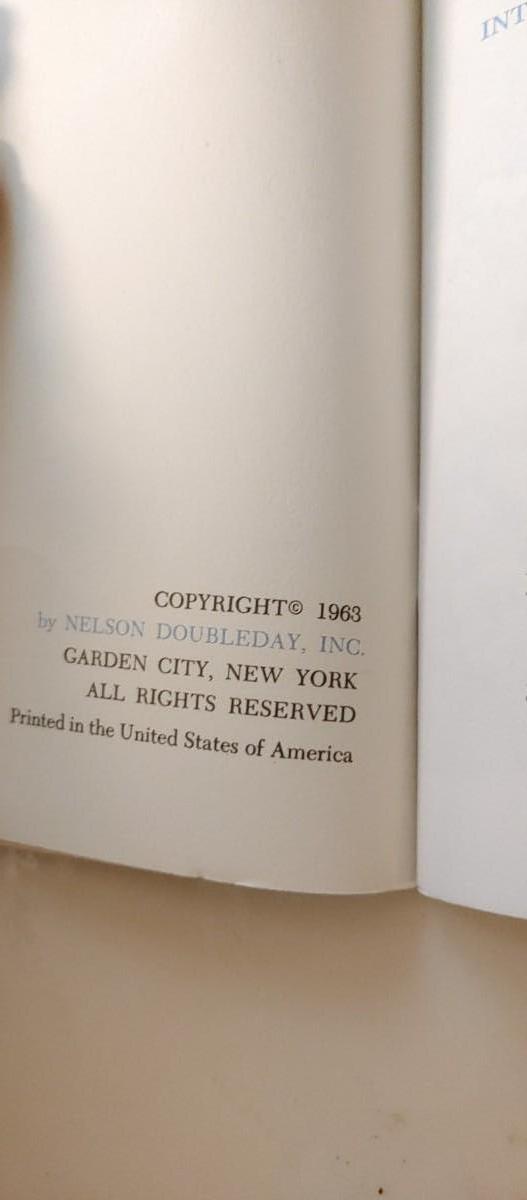 COPYRIGHT© 1963
by NELSON DOUBLEDAY, INC.
GARDEN CITY, NEW YORK
ALL RIGHTS RESERVED
Printed in the United States of America
INT